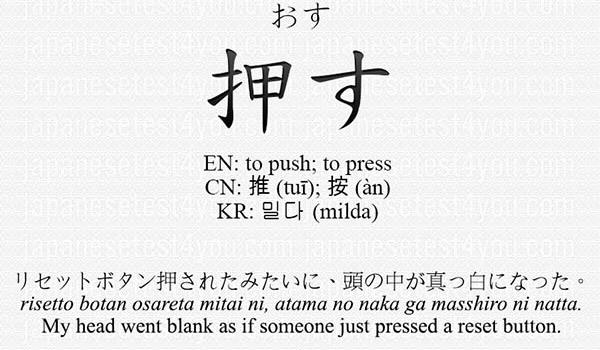 おす
押す
EN: to push; to press
CN: 推 (tuī); 按 (àn)
KR: 밀다 (milda)
リセットボタン押されたみたいに、頭の中が真っ白になった。
risetto botan osareta mitai ni, atama no naka ga masshiro ni natta.
My head went blank as if someone just pressed a reset button.